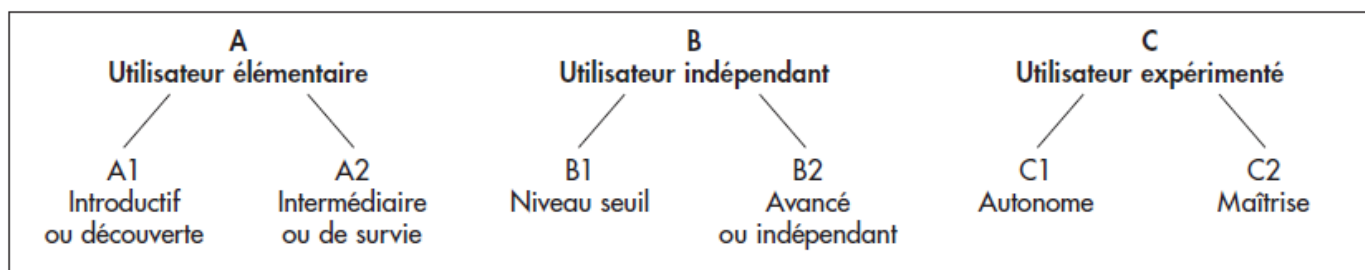 A
Utilisateur élémentaire
B
Utilisateur indépendant
C
Utilisateur expérimenté
A1
Introductif
ou découverte
A2
Intermédiaire
ou de survie
B1
Niveau seuil
B2
Avancé
ou indépendant
C1
Autonome
C2
Maîtrise